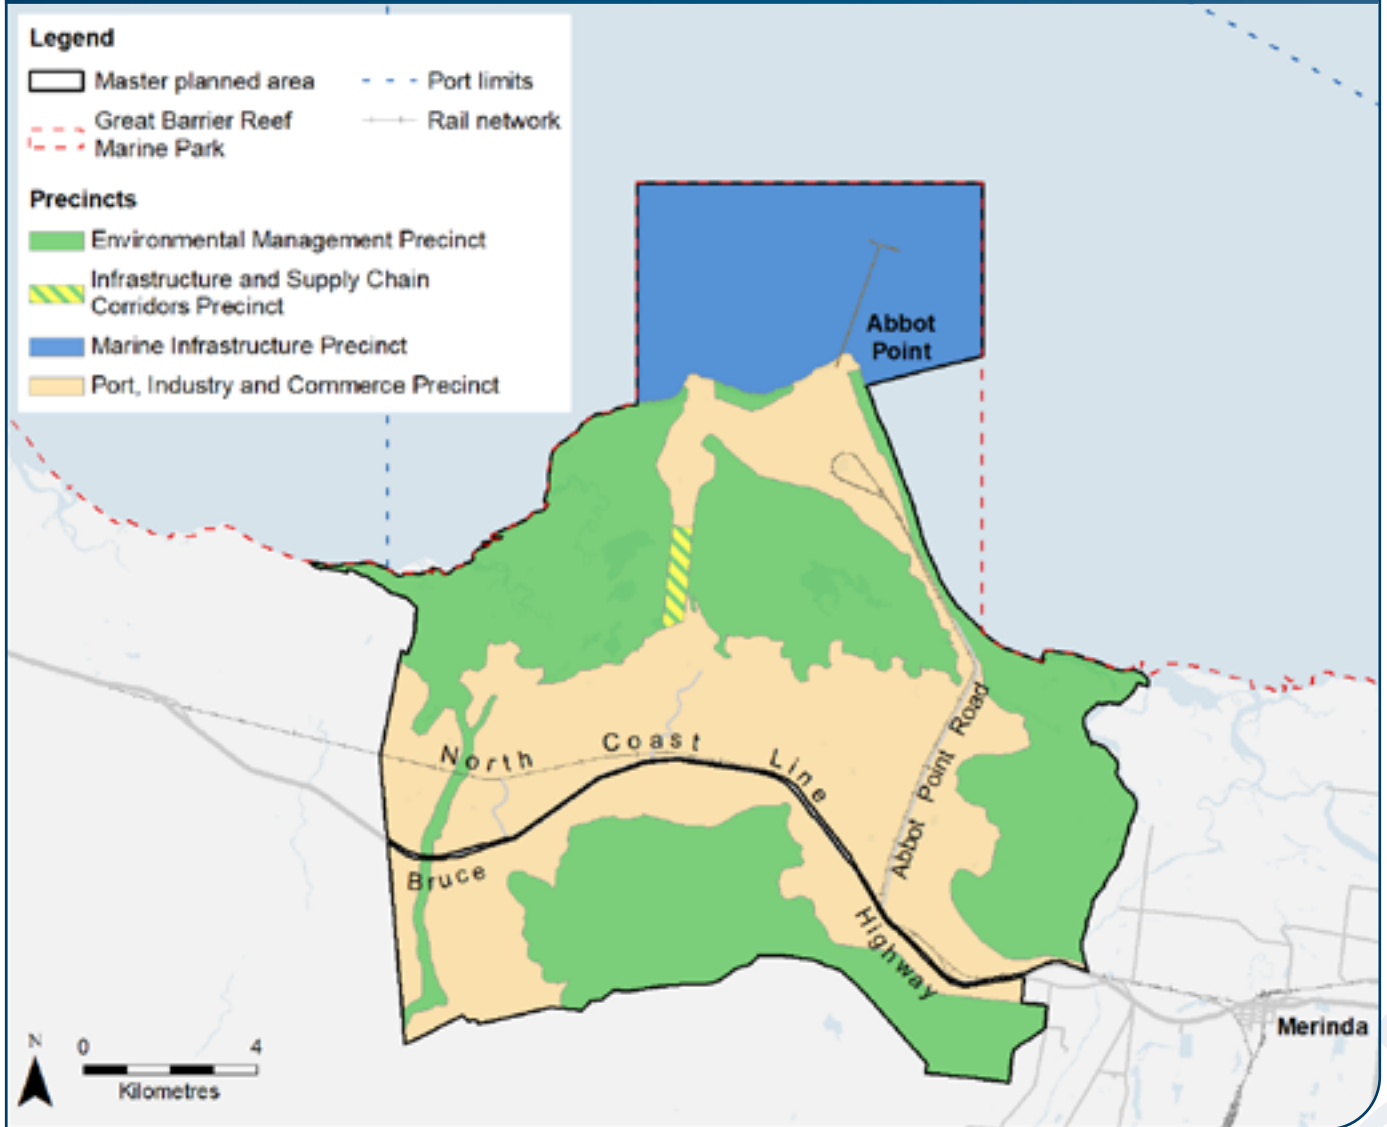 Legend
Master planned area
Port limits
Great Barrier Reef
Marine Park
Rail network
Precincts
Environmental Management Precinct
Infrastructure and Supply Chain
Corridors Precinct
Marine Infrastructure Precinct
Port, Industry and Commerce Precinct
Abbot
Point
North Coast Line
Abbot Point Road
Bruce Highway
Merinda
N
0 4
Kilometres